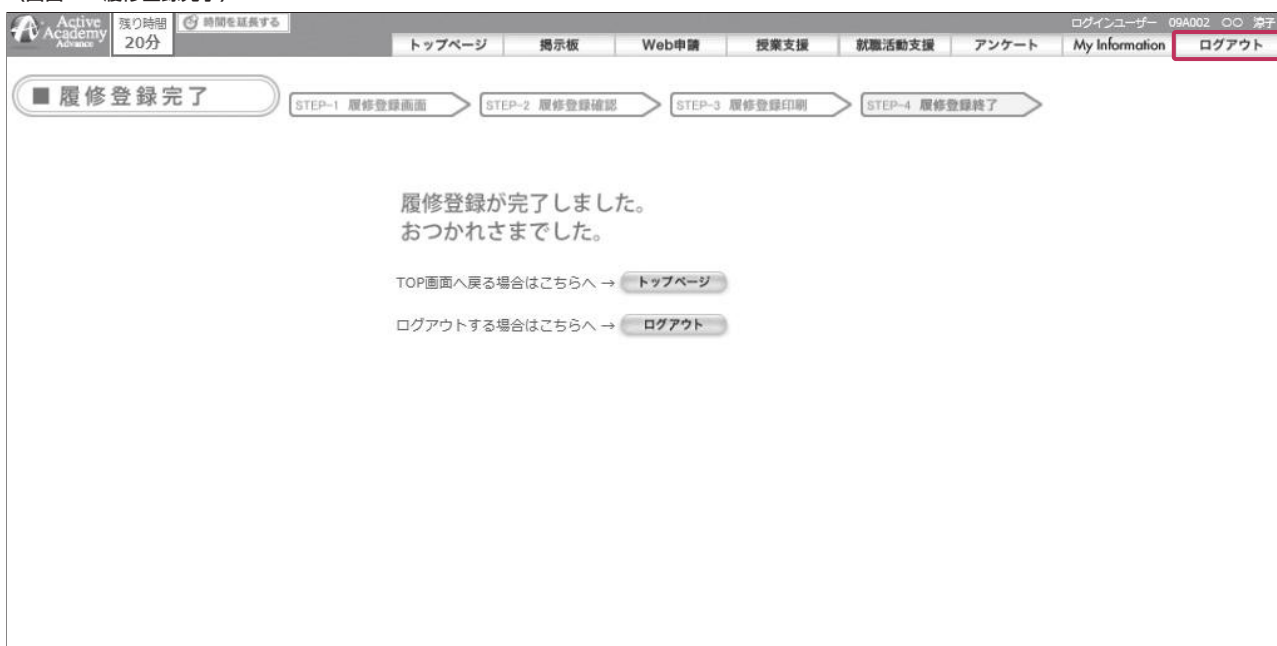 Active
Academy
Advance
残り時間
20分
時間を延長する
ログインユーザー 09A002 ○○ 淳子
トップページ 掲示板 Web申請 授業支援 就職活動支援 アンケート My Information ログアウト
■ 履修登録完了
STEP-1 履修登録画面
STEP-2 履修登録確認
STEP-3 履修登録印刷
STEP-4 履修登録終了
履修登録が完了しました。
おつかれさまでした。
TOP画面へ戻る場合はこちらへ → トップページ
ログアウトする場合はこちらへ → ログアウト